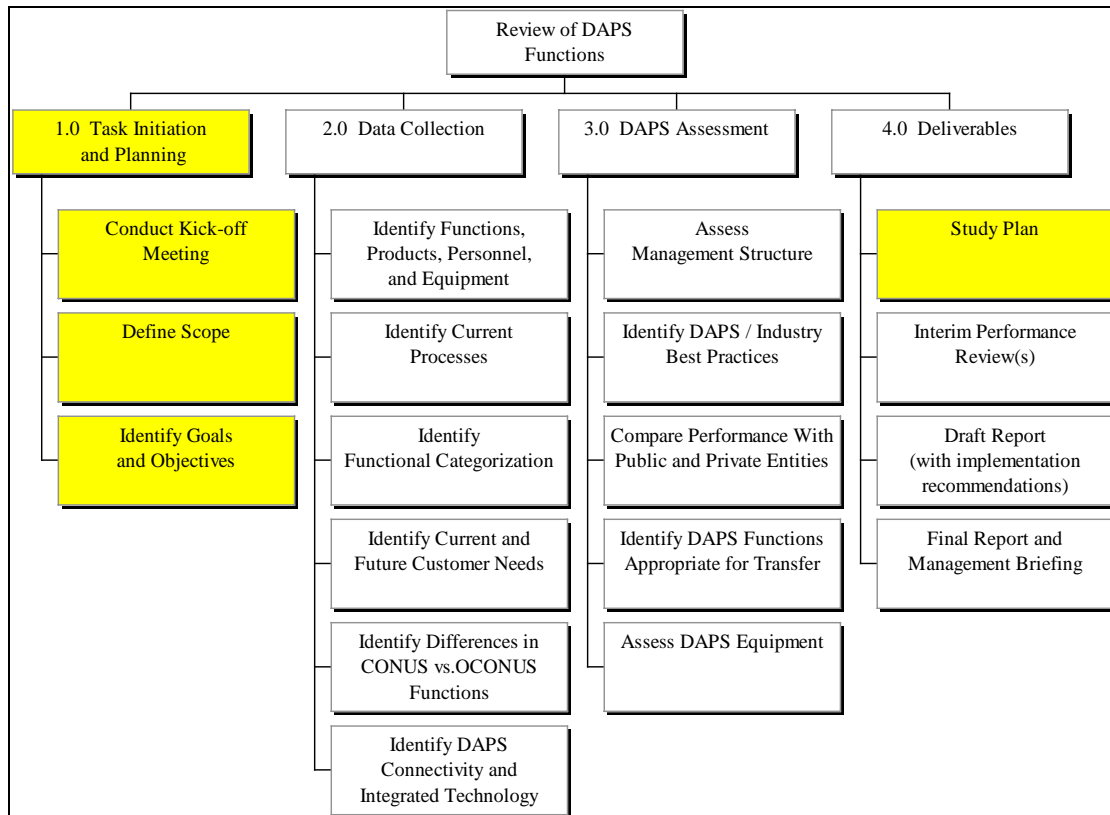 Review of DAPS
Functions
1.0 Task Initiation
and Planning
Conduct Kick-off
Meeting
Define Scope
Identify Goals
and Objectives
2.0 Data Collection
Identify Functions,
Products, Personnel,
and Equipment
Identify Current
Processes
Identify
Functional Categorization
Identify Current and
Future Customer Needs
Identify Differences in
CONUS vs.OCONUS
Functions
Identify DAPS
Connectivity and
Integrated Technology
3.0 DAPS Assessment
Assess
Management Structure
Identify DAPS / Industry
Best Practices
Compare Performance With
Public and Private Entities
Identify DAPS Functions
Appropriate for Transfer
Assess DAPS Equipment
4.0 Deliverables
Study Plan
Interim Performance
Review(s)
Draft Report
(with implementation
recommendations)
Final Report and
Management Briefing